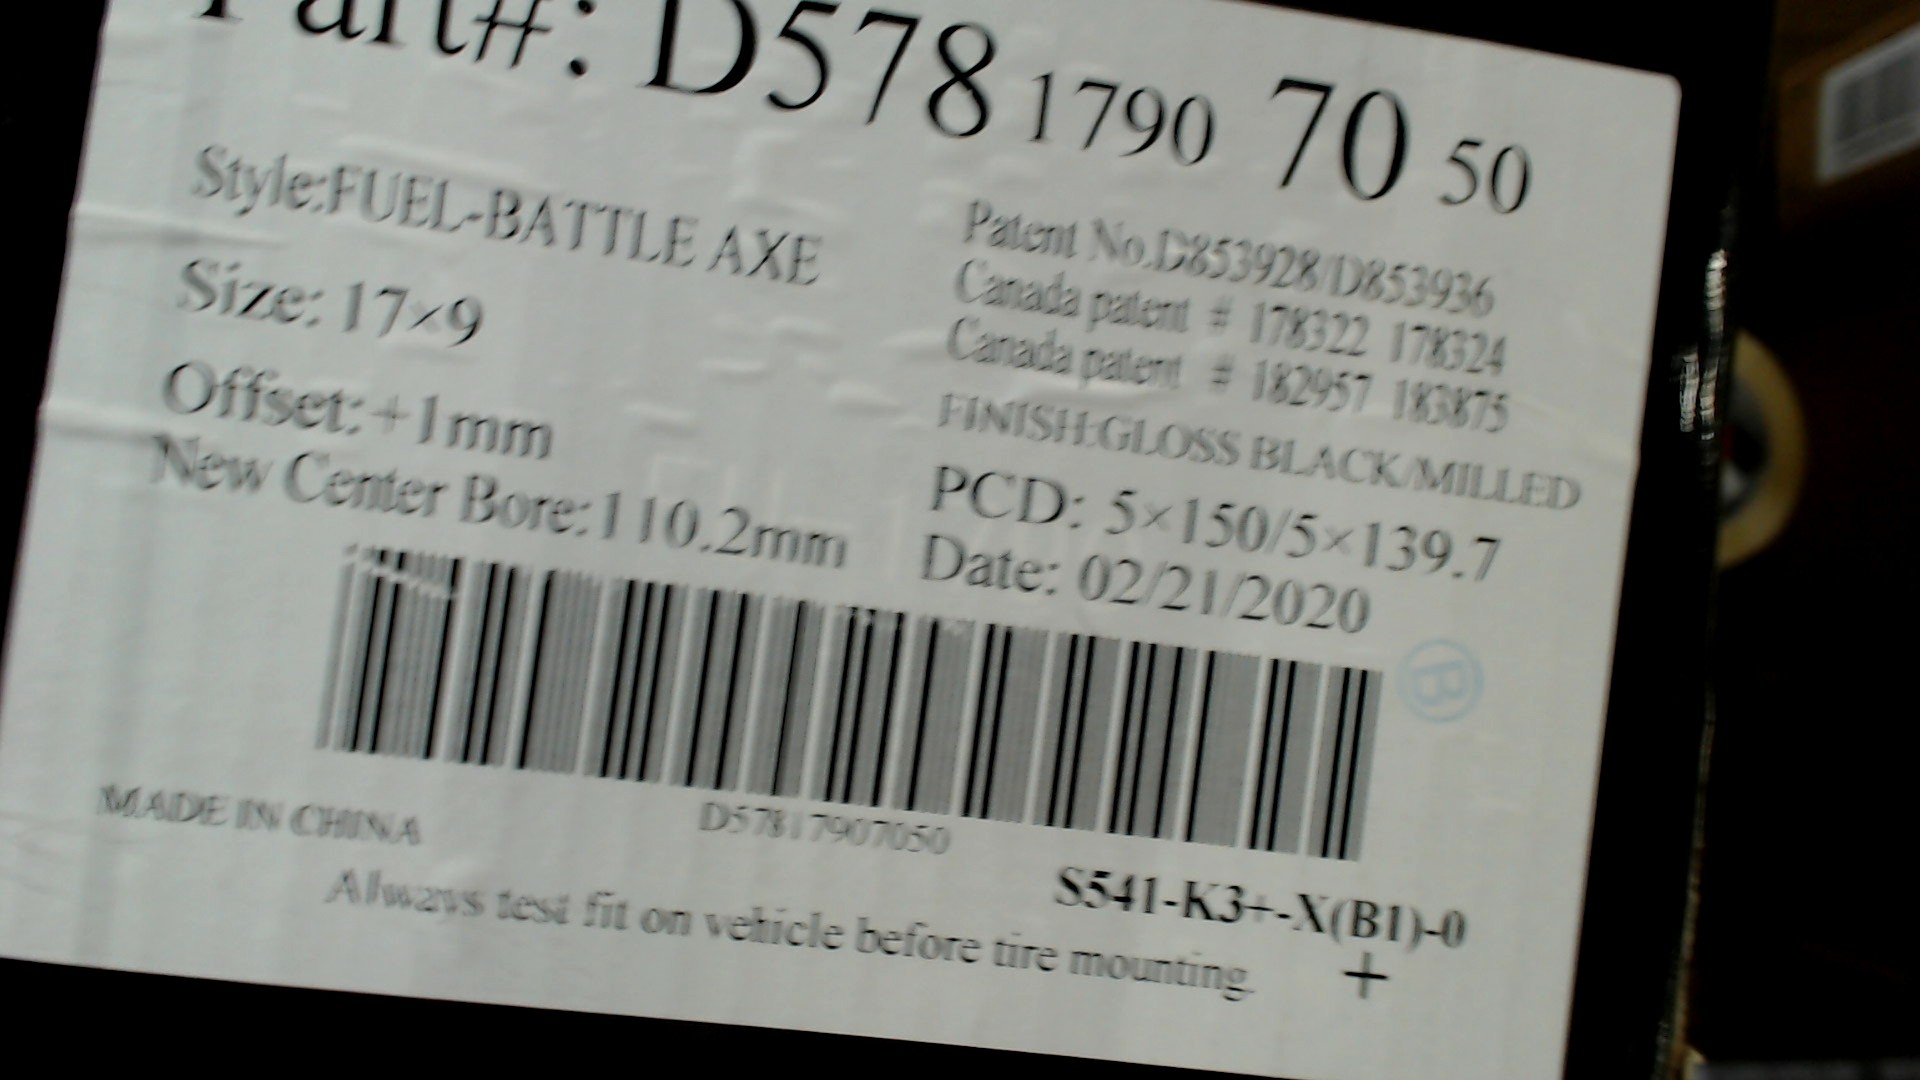 Part#: D578 1790 70 50
Style:FUEL-BATTLE AXE
Size: 17×9
Offset:+1mm
New Center Bore:110.2mm
Patent No.D853928/D853936
Canada patent # 178322 178324
Canada patent # 182957 183875
FINISH:GLOSS BLACK/MILLED
PCD: 5×150/5×139.7
Date: 02/21/2020
B
D57817907050
MADE IN CHINA
S541-K3+-X(B1)-0
Always test fit on vehicle before tire mounting.
+